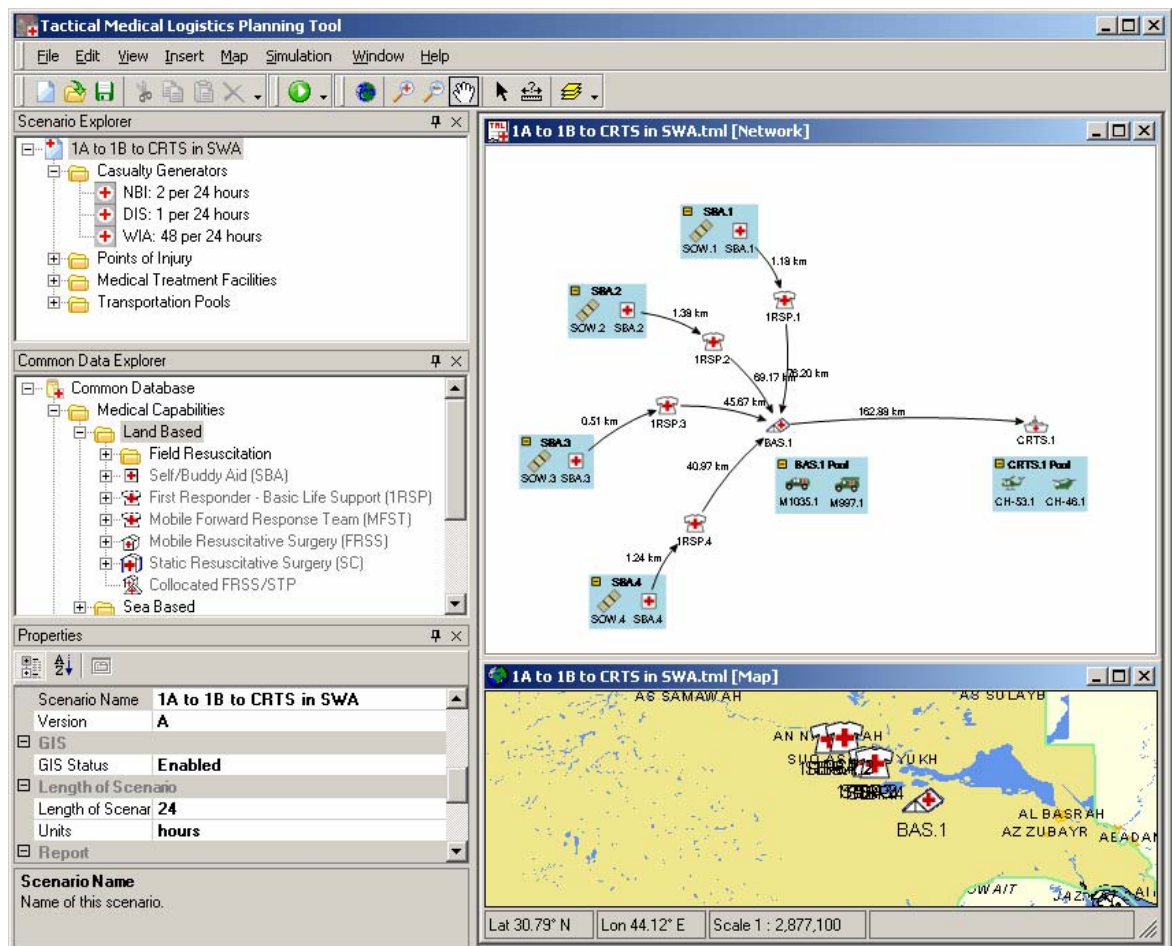 Tactical Medical Logistics Planning Tool
File Edit View Insert Map Simulation Window Help
Scenario Explorer
1A to 1B to CRTS in SWA
Casualty Generators
NBI: 2 per 24 hours
DIS: 1 per 24 hours
WIA: 48 per 24 hours
Points of Injury
Medical Treatment Facilities
Transportation Pools
Common Data Explorer
Common Database
Medical Capabilities
Land Based
Field Resuscitation
Self/Buddy Aid (SBA)
First Responder - Basic Life Support (1RSP)
Mobile Forward Response Team (MFST)
Mobile Resuscitative Surgery (FRSS)
Static Resuscitative Surgery (SC)
Collocated FRSS/STP
Sea Based
Properties
Scenario Name 1A to 1B to CRTS in SWA
Version A
GIS
GIS Status Enabled
Length of Scenario
Length of Scenar 24
Units hours
Report
Scenario Name
Name of this scenario.
1A to 1B to CRTS in SWA.tml [Network]
SBA.1
SOW.1 SBA.1
1.18 km
1RSP.1
SBA.2
SOW.2 SBA.2
1.39 km
1RSP.2
69.17 km
76.20 km
SBA.3
SOW.3 SBA.3
0.51 km
1RSP.3
45.67 km
BAS.1
162.89 km
CRTS.1
BAS.1 Pool
M1035.1 M997.1
CRTS.1 Pool
CH-53.1 CH-46.1
40.97 km
1RSP.4
1.24 km
SBA.4
SOW.4 SBA.4
1A to 1B to CRTS in SWA.tml [Map]
AS SAMAWAH
AS SULAYB
AN N AH
SUQ AS YUKH
BAS.1
AL BASRAH
AZ ZUBAYR
ABADAN
Lat 30.79° N Lon 44.12° E Scale 1 : 2,877,100